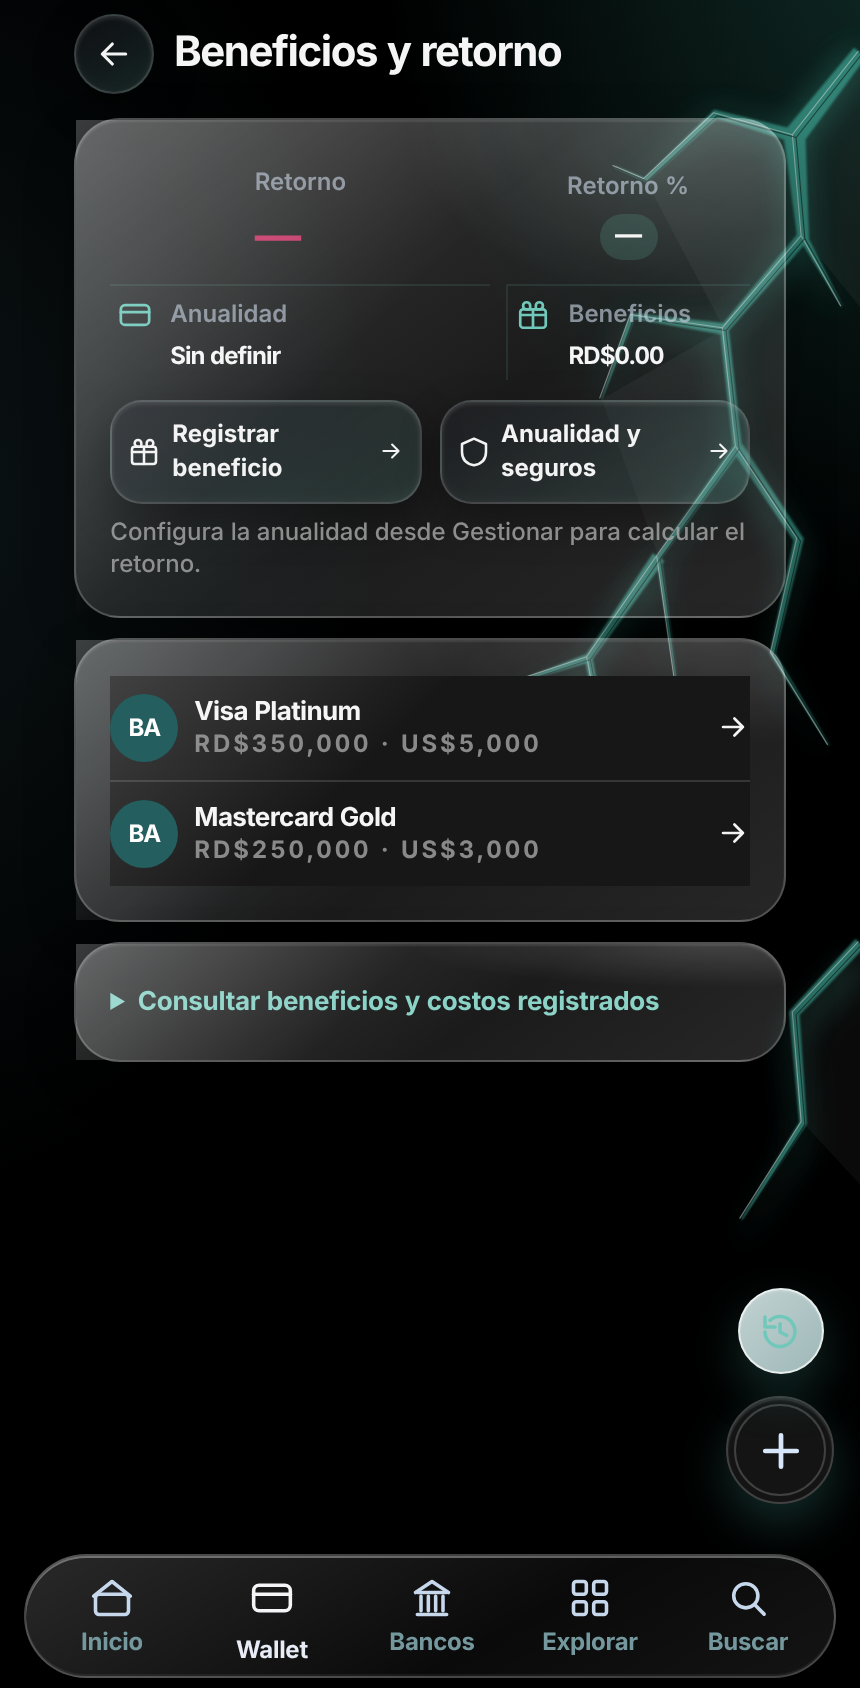 Beneficios y retorno
Retorno
Retorno %
—
—
Anualidad
Sin definir
Beneficios
RD$0.00
Registrar
beneficio
Anualidad y
seguros
Configura la anualidad desde Gestionar para calcular el
retorno.
BA
Visa Platinum
RD$350,000 · US$5,000
BA
Mastercard Gold
RD$250,000 · US$3,000
Consultar beneficios y costos registrados
Inicio
Wallet
Bancos
Explorar
Buscar